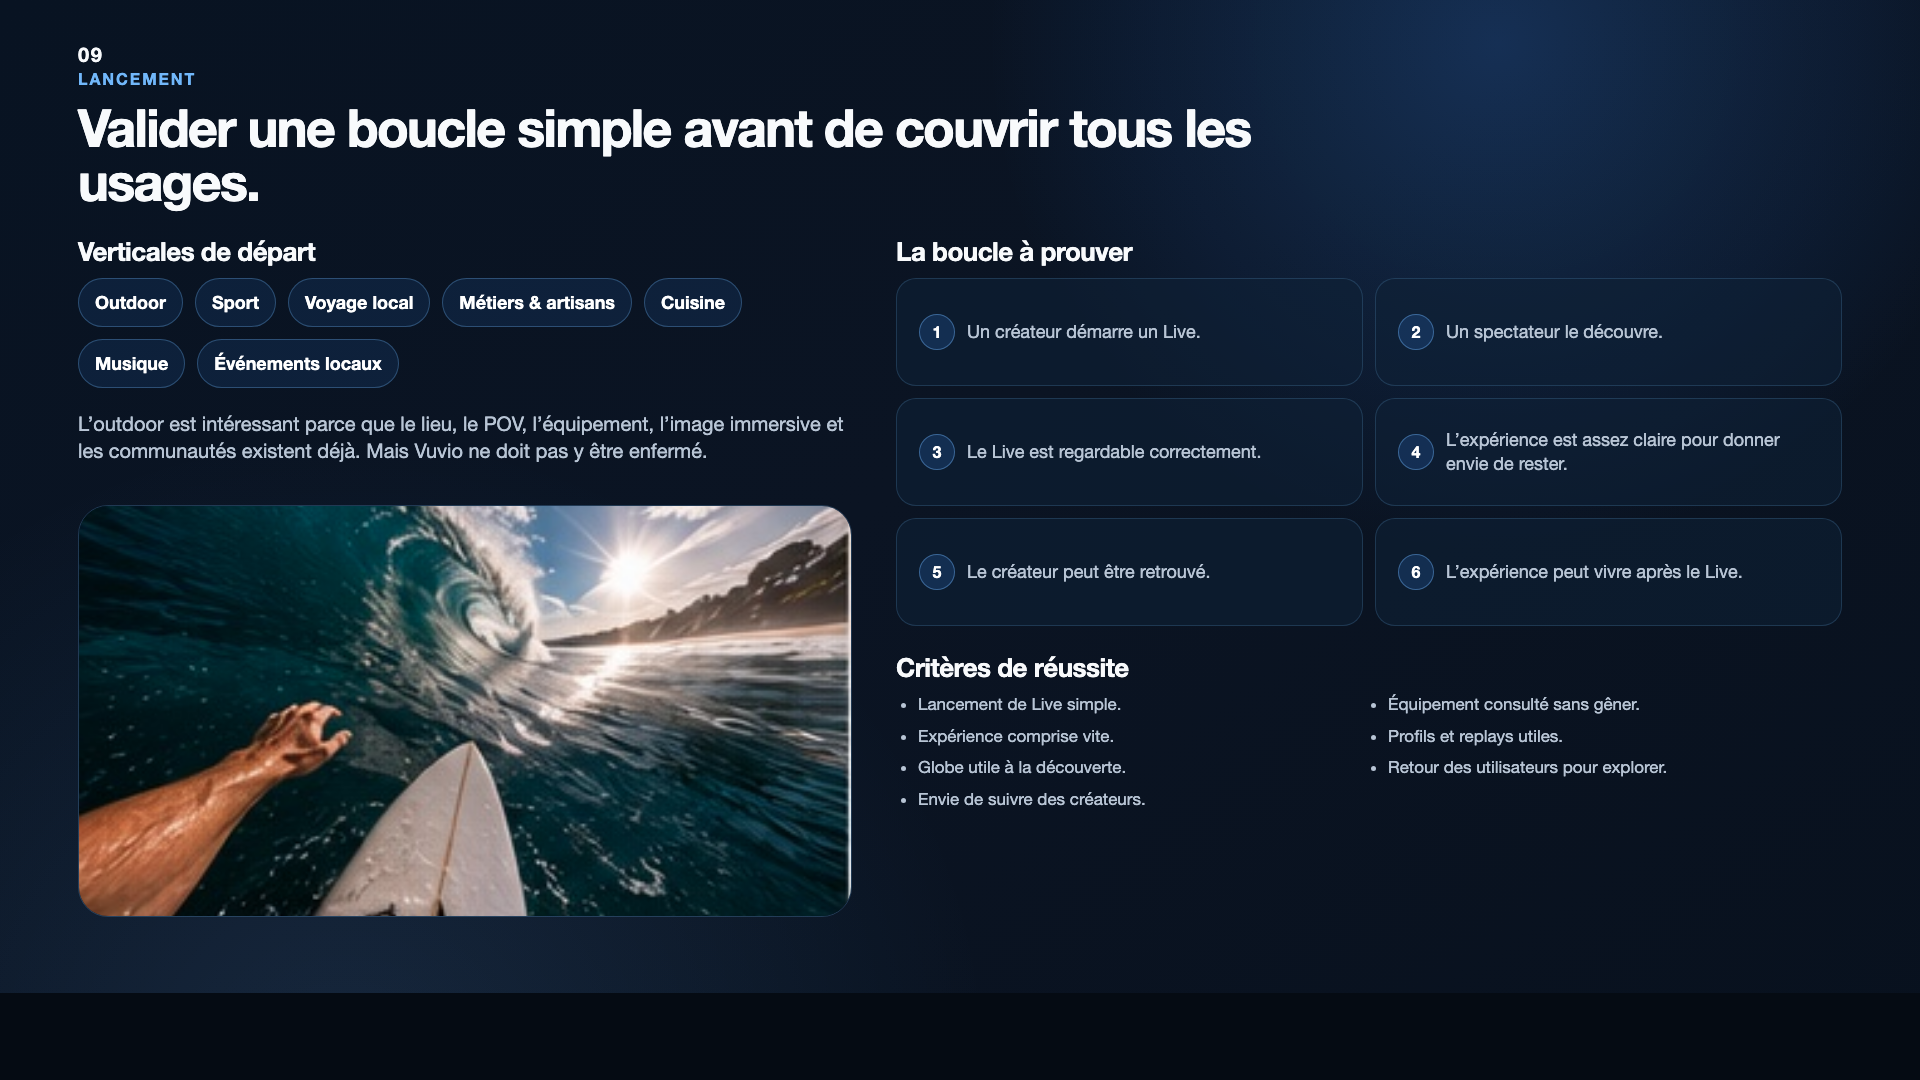 09
LANCEMENT
Valider une boucle simple avant de couvrir tous les
usages.
Verticales de départ
Outdoor
Sport
Voyage local
Métiers & artisans
Cuisine
Musique
Événements locaux
L’outdoor est intéressant parce que le lieu, le POV, l’équipement, l’image immersive et
les communautés existent déjà. Mais Vuvio ne doit pas y être enfermé.
La boucle à prouver
1 Un créateur démarre un Live.
2 Un spectateur le découvre.
3 Le Live est regardable correctement.
4 L’expérience est assez claire pour donner
envie de rester.
5 Le créateur peut être retrouvé.
6 L’expérience peut vivre après le Live.
Critères de réussite
• Lancement de Live simple.
• Expérience comprise vite.
• Globe utile à la découverte.
• Envie de suivre des créateurs.
• Équipement consulté sans gêner.
• Profils et replays utiles.
• Retour des utilisateurs pour explorer.